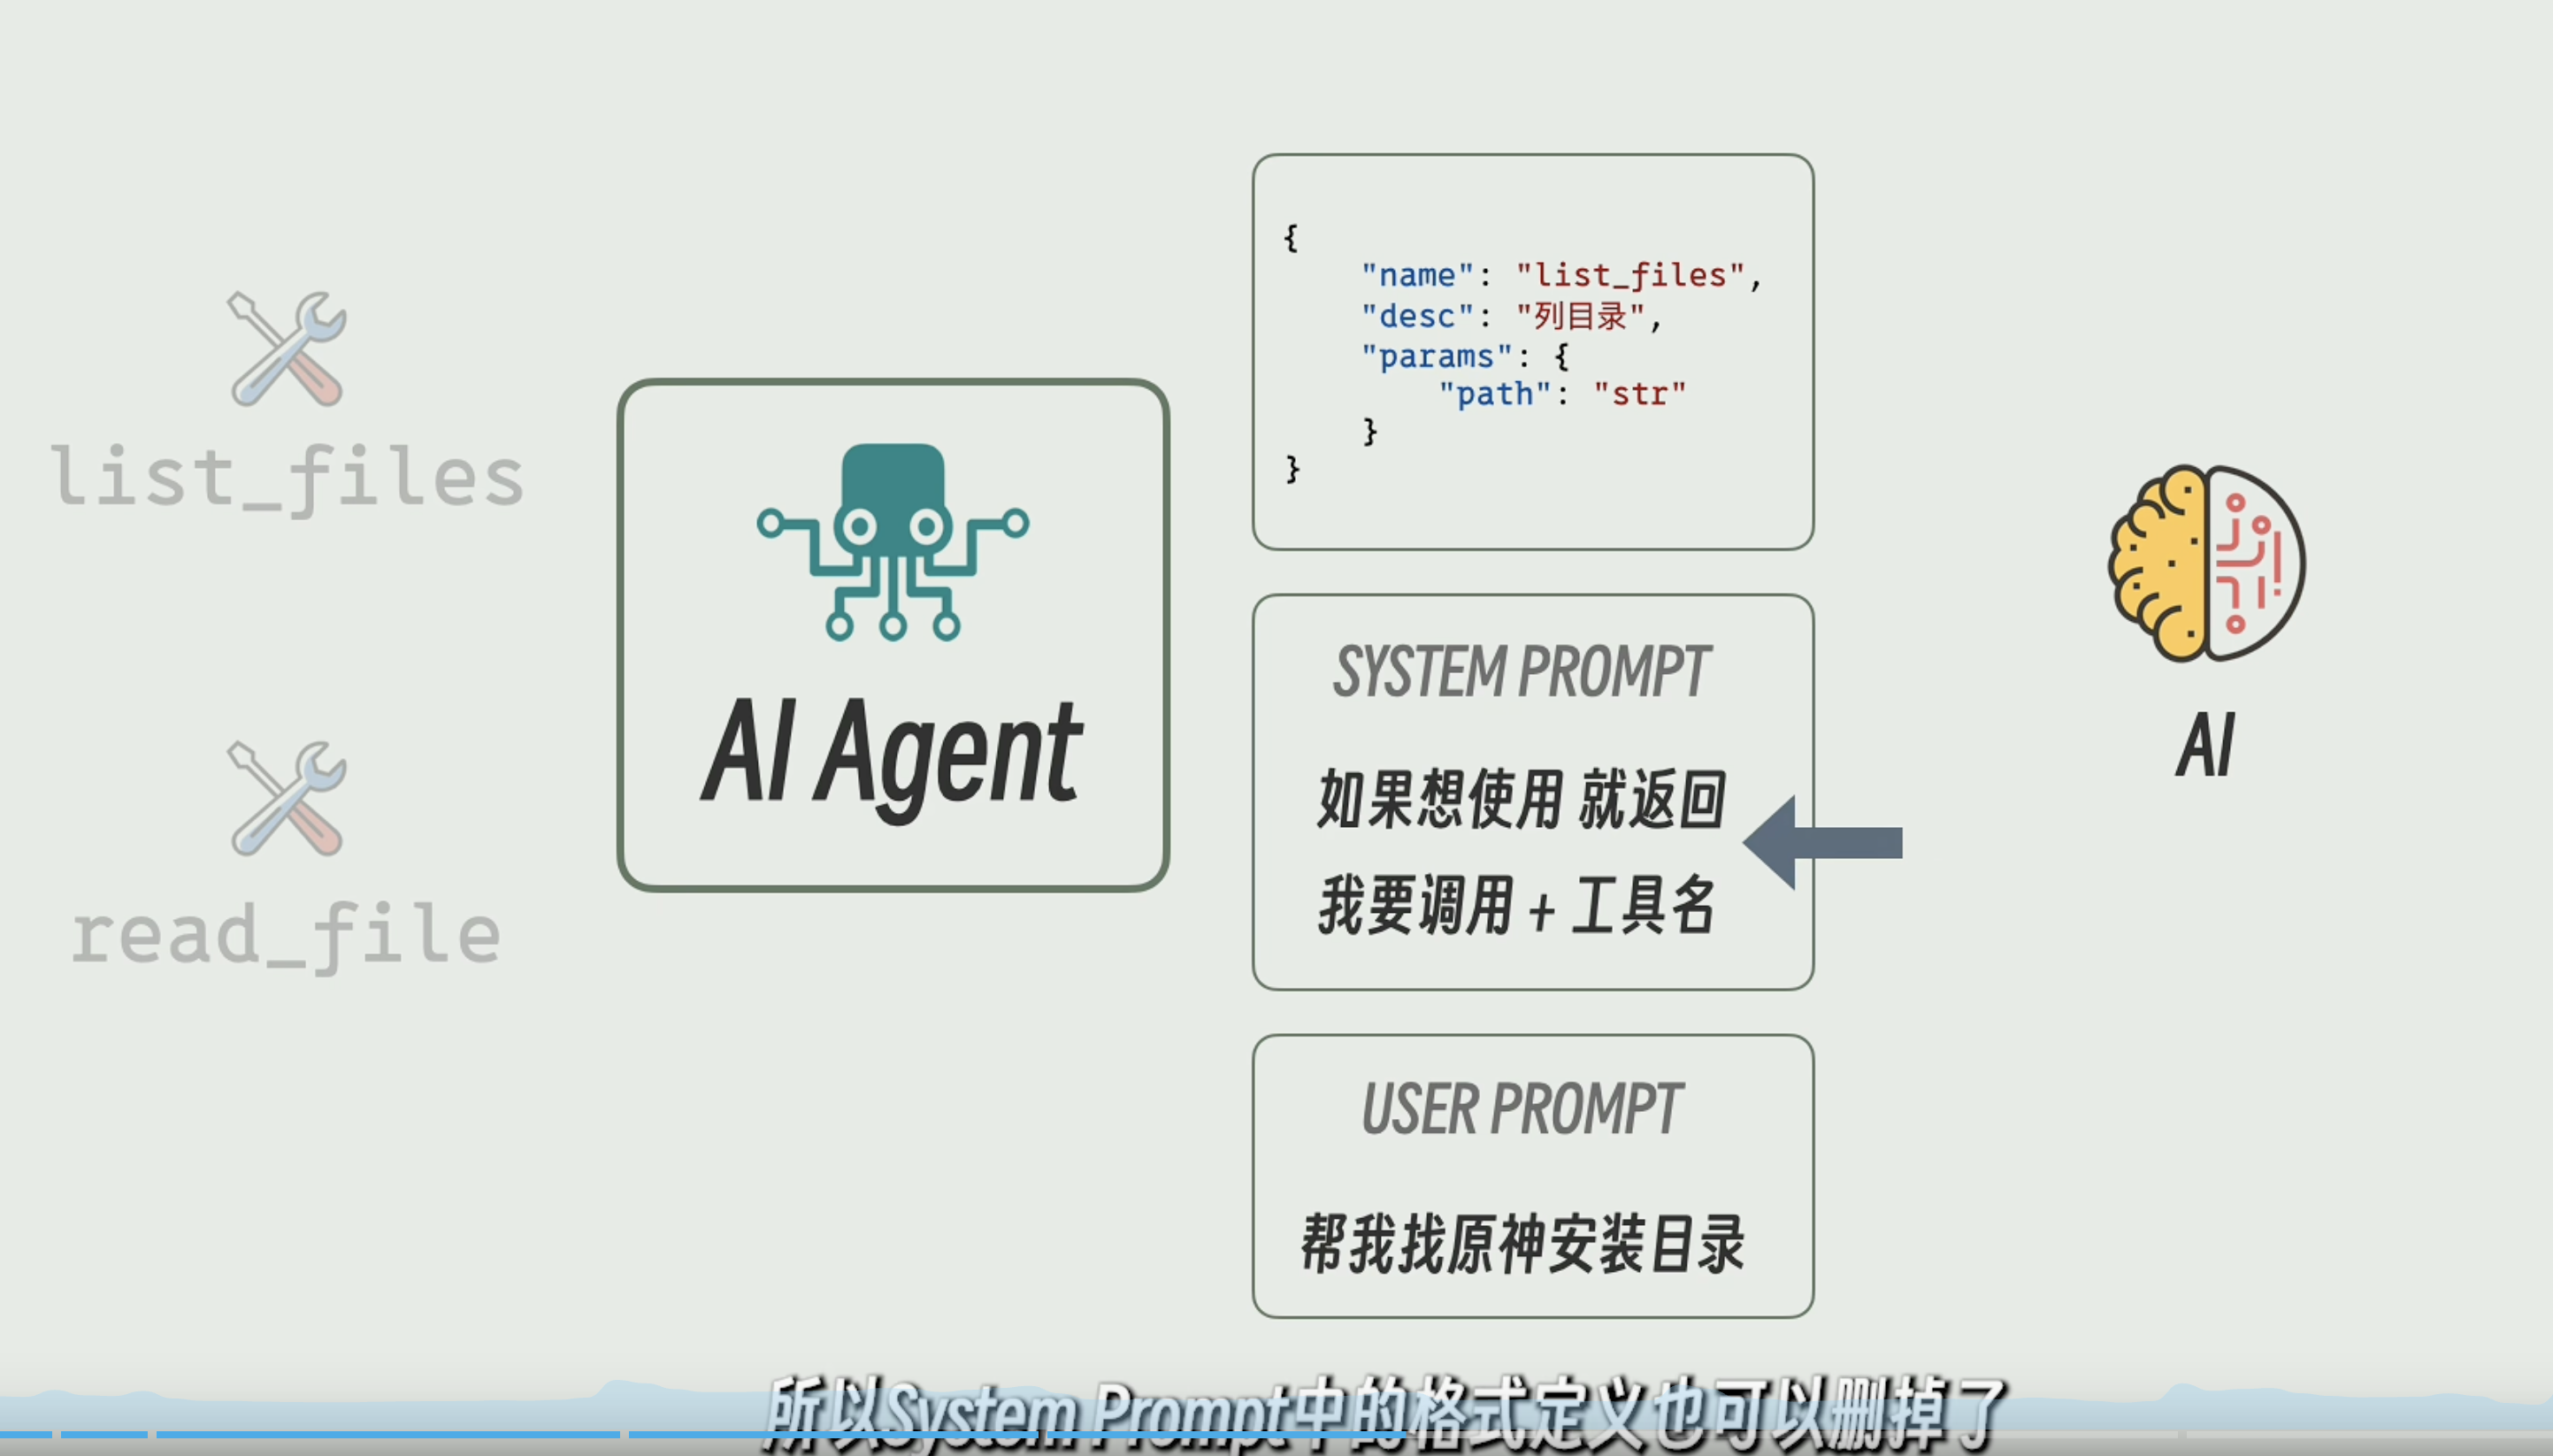 list_files
read_file
AI Agent
{
"name": "list_files",
"desc": "列目录",
"params": {
"path": "str"
}
}
SYSTEM PROMPT
如果想使用 就返回
我要调用 + 工具名
USER PROMPT
帮我找原神安装目录
AI
所以System Prompt中的格式定义也可以删掉了